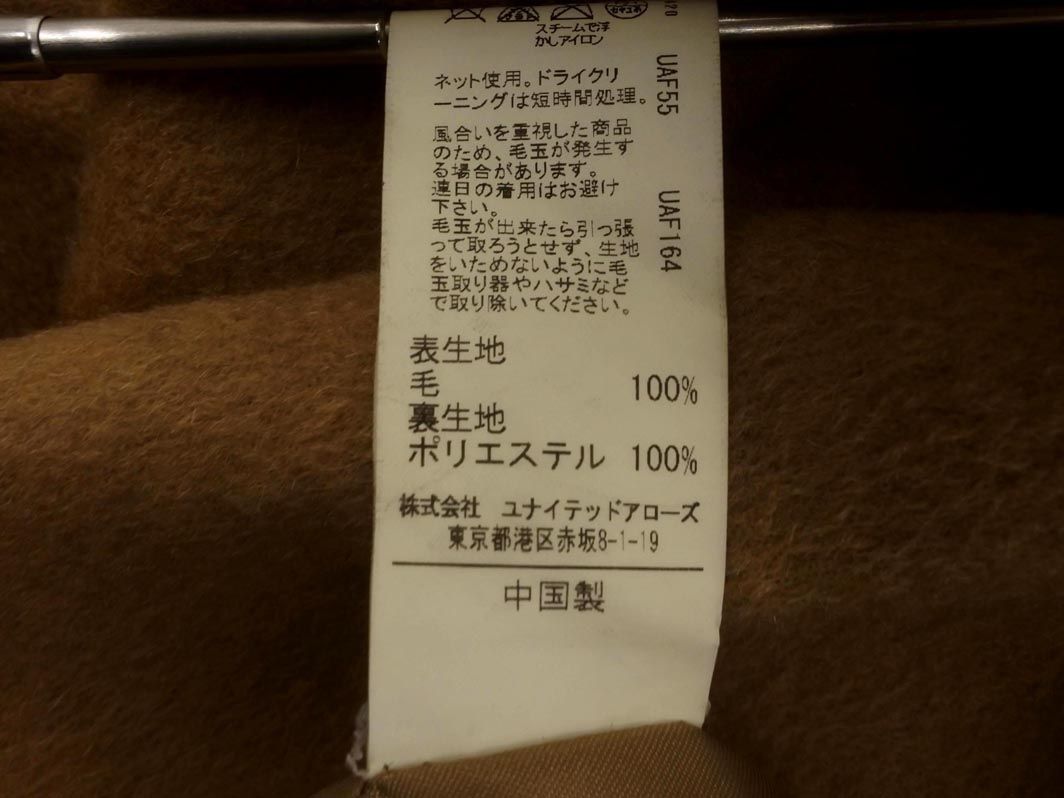 スチームで浮
かしアイロン
ネット使用。ドライクリ
ーニングは短時間処理。
風合いを重視した商品
のため、毛玉が発生す
る場合があります。
連日の着用はお避け
下さい。
毛玉が出来たら引っ張
って取ろうとせず、生地
をいためないように毛
玉取り器やハサミなど
で取り除いてください。
UAF55
UAF164
表生地
毛 100%
裏生地
ポリエステル 100%
株式会社 ユナイテッドアローズ
東京都港区赤坂8-1-19
中国製